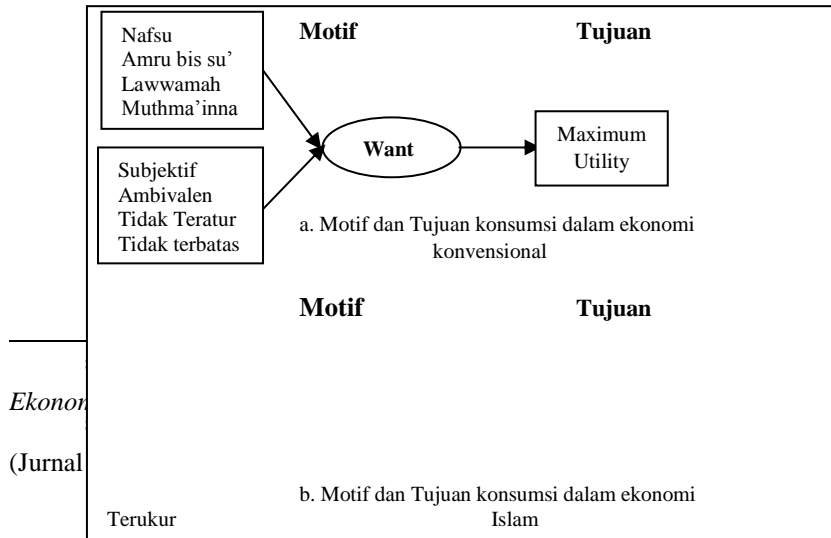 Motif Tujuan
Nafsu
Amru bis su’
Lawwamah
Muthma’inna
Want
Maximum
Utility
Subjektif
Ambivalen
Tidak Teratur
Tidak terbatas
a. Motif dan Tujuan konsumsi dalam ekonomi
konvensional
Motif Tujuan
(Jurnal
b. Motif dan Tujuan konsumsi dalam ekonomi
Islam
Terukur